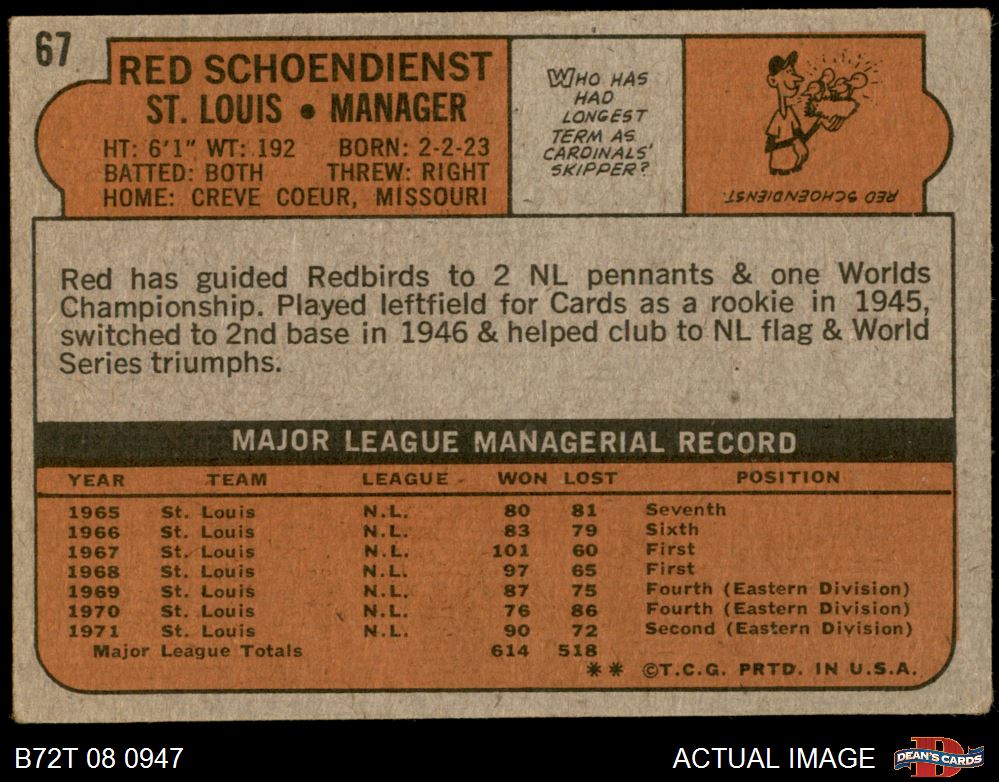 67
RED SCHOENDIENST
ST. LOUIS • MANAGER
HT: 6'1" WT: 192 BORN: 2-2-23
BATTED: BOTH THREW: RIGHT
HOME: CREVE COEUR, MISSOURI
WHO HAS
HAD
LONGEST
TERM AS
CARDINALS'
SKIPPER?
RED SCHOENDIENST.
Red has guided Redbirds to 2 NL pennants & one Worlds
Championship. Played leftfield for Cards as a rookie in 1945,
switched to 2nd base in 1946 & helped club to NL flag & World
Series triumphs.
MAJOR LEAGUE MANAGERIAL RECORD
YEAR TEAM LEAGUE WON LOST POSITION
1965 St. Louis N.L. 80 81 Seventh
1966 St. Louis N.L. 83 79 Sixth
1967 St. Louis N.L. 101 60 First
1968 St. Louis N.L. 97 65 First
1969 St. Louis N.L. 87 75 Fourth (Eastern Division)
1970 St. Louis N.L. 76 86 Fourth (Eastern Division)
1971 St. Louis N.L. 90 72 Second (Eastern Division)
Major League Totals 614 518
** ©T.C.G. PRTD. IN U.S.A.
B72T 08 0947 ACTUAL IMAGE D DEAN'S CARDS